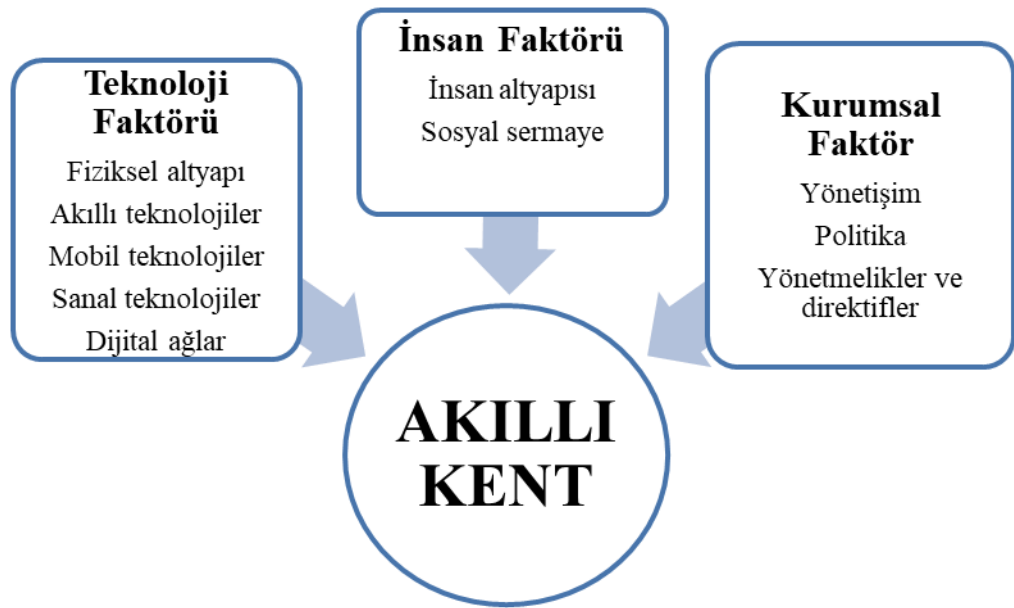 Teknoloji
Faktörü
Fiziksel altyapı
Akıllı teknolojiler
Mobil teknolojiler
Sanal teknolojiler
Dijital ağlar
İnsan Faktörü
İnsan altyapısı
Sosyal sermaye
Kurumsal
Faktör
Yönetişim
Politika
Yönetmelikler ve
direktifler
AKILLI
KENT